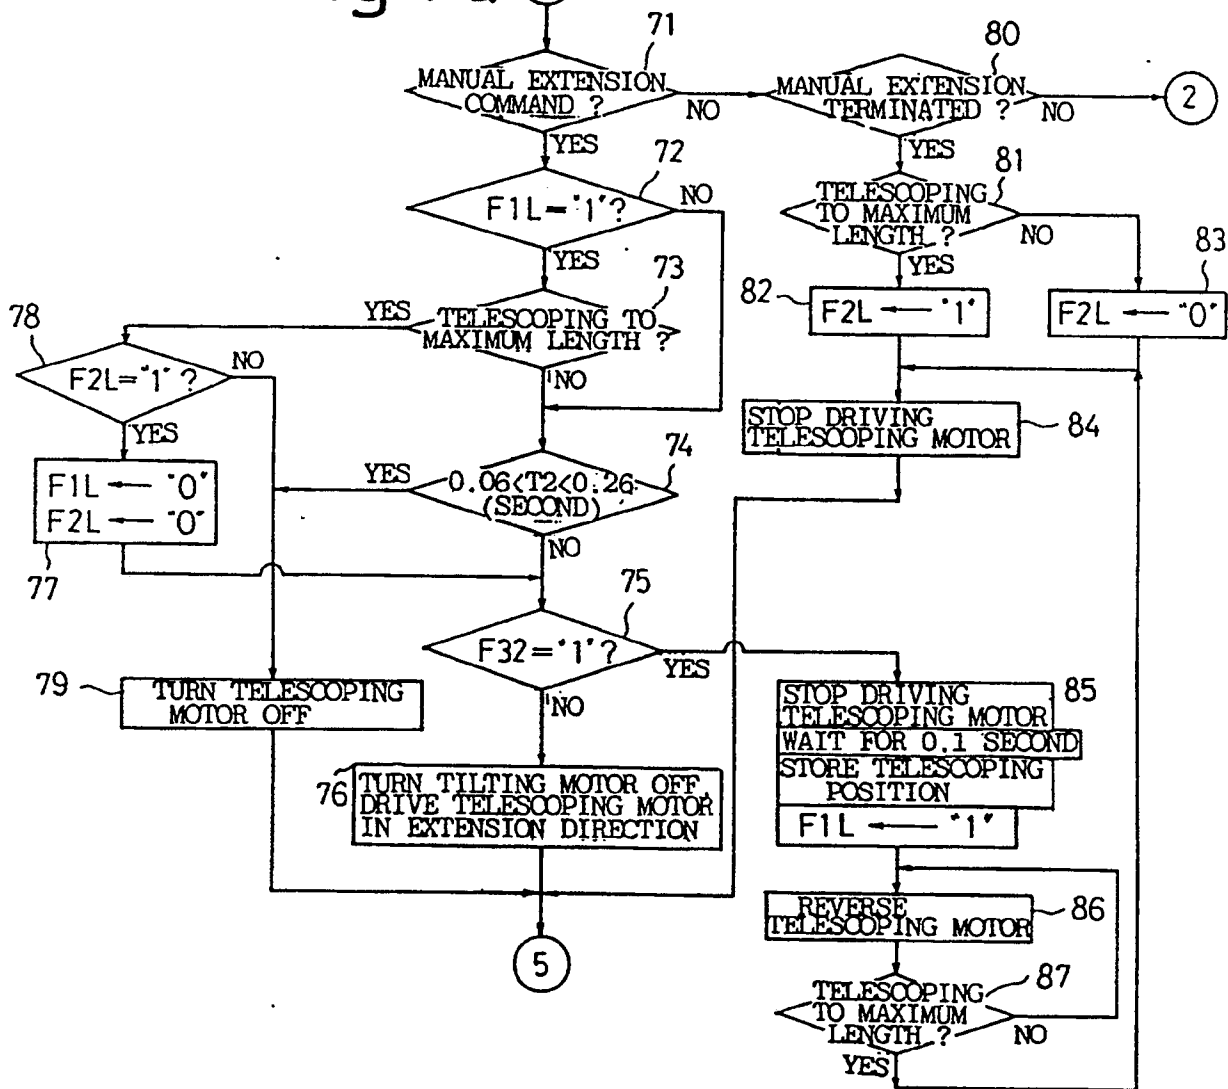 71
MANUAL EXTENSION
COMMAND ?
NO
YES
80
MANUAL EXTENSION
TERMINATED ?
NO
YES
2
72
F1L="1"?
NO
YES
81
TELESCOPING
TO MAXIMUM
LENGTH ?
NO
YES
83
F2L ← "0"
82
F2L ← "1"
73
TELESCOPING TO
MAXIMUM LENGTH ?
YES
NO
78
F2L="1"?
NO
YES
F1L ← "0"
F2L ← "0"
77
STOP DRIVING
TELESCOPING MOTOR
84
74
0.06<T2<0.26
(SECOND)
YES
NO
75
F32="1"?
YES
NO
79
TURN TELESCOPING
MOTOR OFF
76
TURN TILTING MOTOR OFF
DRIVE TELESCOPING MOTOR
IN EXTENSION DIRECTION
5
85
STOP DRIVING
TELESCOPING MOTOR
WAIT FOR 0.1 SECOND
STORE TELESCOPING
POSITION
F1L ← "1"
REVERSE
TELESCOPING MOTOR
86
87
TELESCOPING
TO MAXIMUM
LENGTH ?
NO
YES